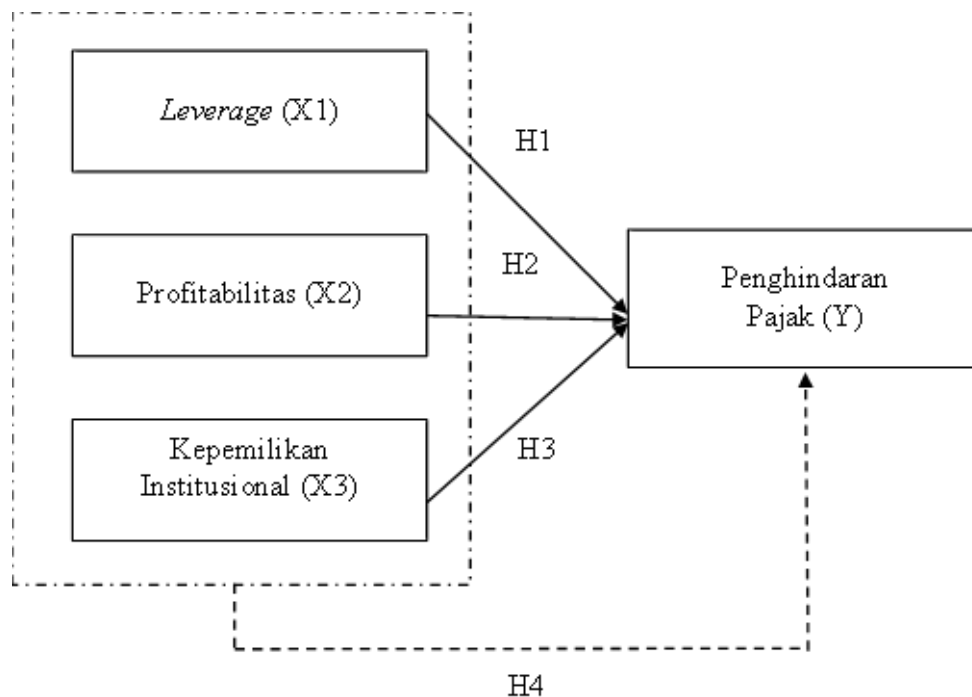 Leverage (X1)
H1
Profitabilitas (X2)
H2
Penghindaran
Pajak (Y)
Kepemilikan
Institusional (X3)
H3
H4